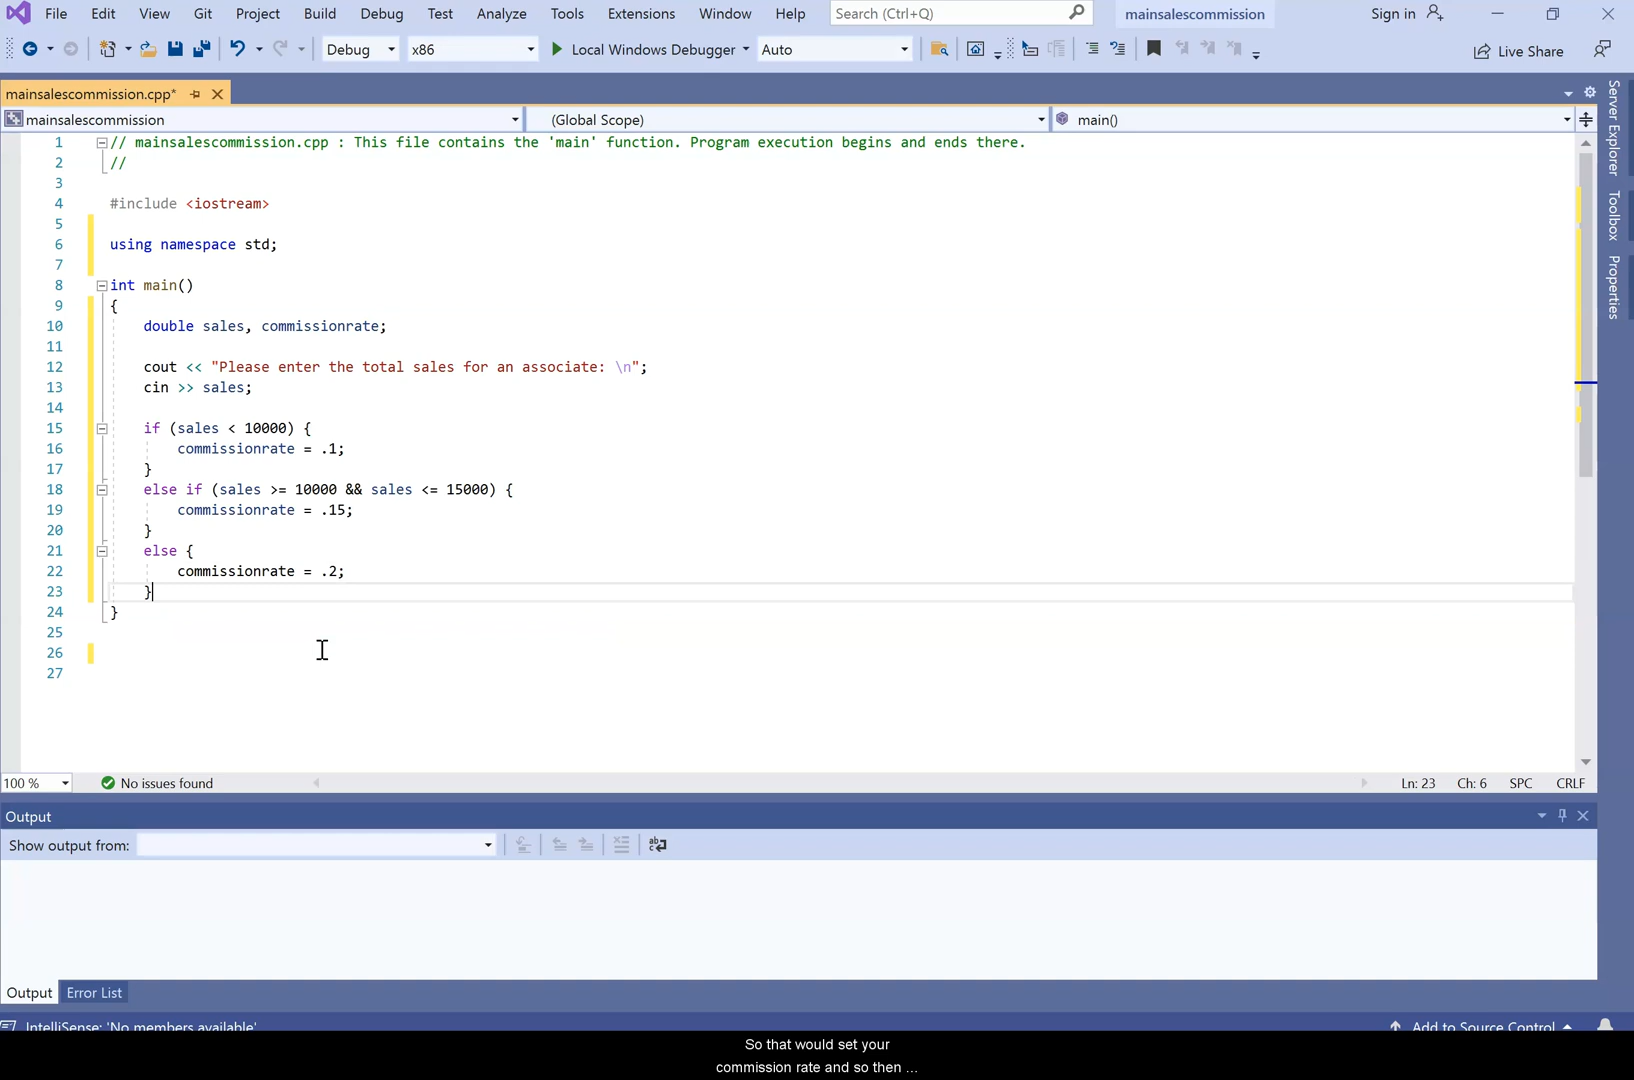 File Edit View Git Project Build Debug Test Analyze Tools Extensions Window Help Search (Ctrl+Q) mainsalescommission Sign in
Debug x86 Local Windows Debugger Auto Live Share
mainsalescommission.cpp*
mainsalescommission (Global Scope) main()
1 // mainsalescommission.cpp : This file contains the 'main' function. Program execution begins and ends there.
2 //
3
4 #include <iostream>
5
6 using namespace std;
7
8 int main()
9 {
10 double sales, commissionrate;
11
12 cout << "Please enter the total sales for an associate: \n";
13 cin >> sales;
14
15 if (sales < 10000) {
16 commissionrate = .1;
17 }
18 else if (sales >= 10000 && sales <= 15000) {
19 commissionrate = .15;
20 }
21 else {
22 commissionrate = .2;
23 }
24 }
25
26
27
Server Explorer
Toolbox
Properties
100 % No issues found Ln: 23 Ch: 6 SPC CRLF
Output
Show output from:
Output Error List
IntelliSense: 'No members available' Add to Source Control
So that would set your
commission rate and so then ...